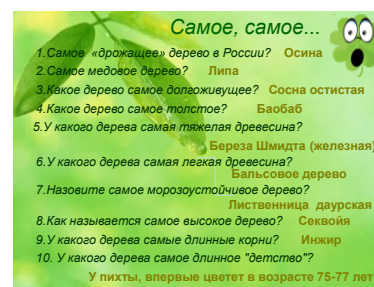 Самое, самое...
1.Самое «дрожащее» дерево в России? Осина
2.Самое медовое дерево? Липа
3.Какое дерево самое долгоживущее? Сосна остистая
4.Какое дерево самое толстое? Баобаб
5.У какого дерева самая тяжелая древесина?
Береза Шмидта (железная)
6.У какого дерева самая легкая древесина?
Бальсовое дерево
7.Назовите самое морозоустойчивое дерево?
Лиственница даурская
8.Как называется самое высокое дерево? Секвойя
9.У какого дерева самые длинные корни? Инжир
10. У какого дерева самое длинное "детство"?
У пихты, впервые цветет в возрасте 75-77 лет